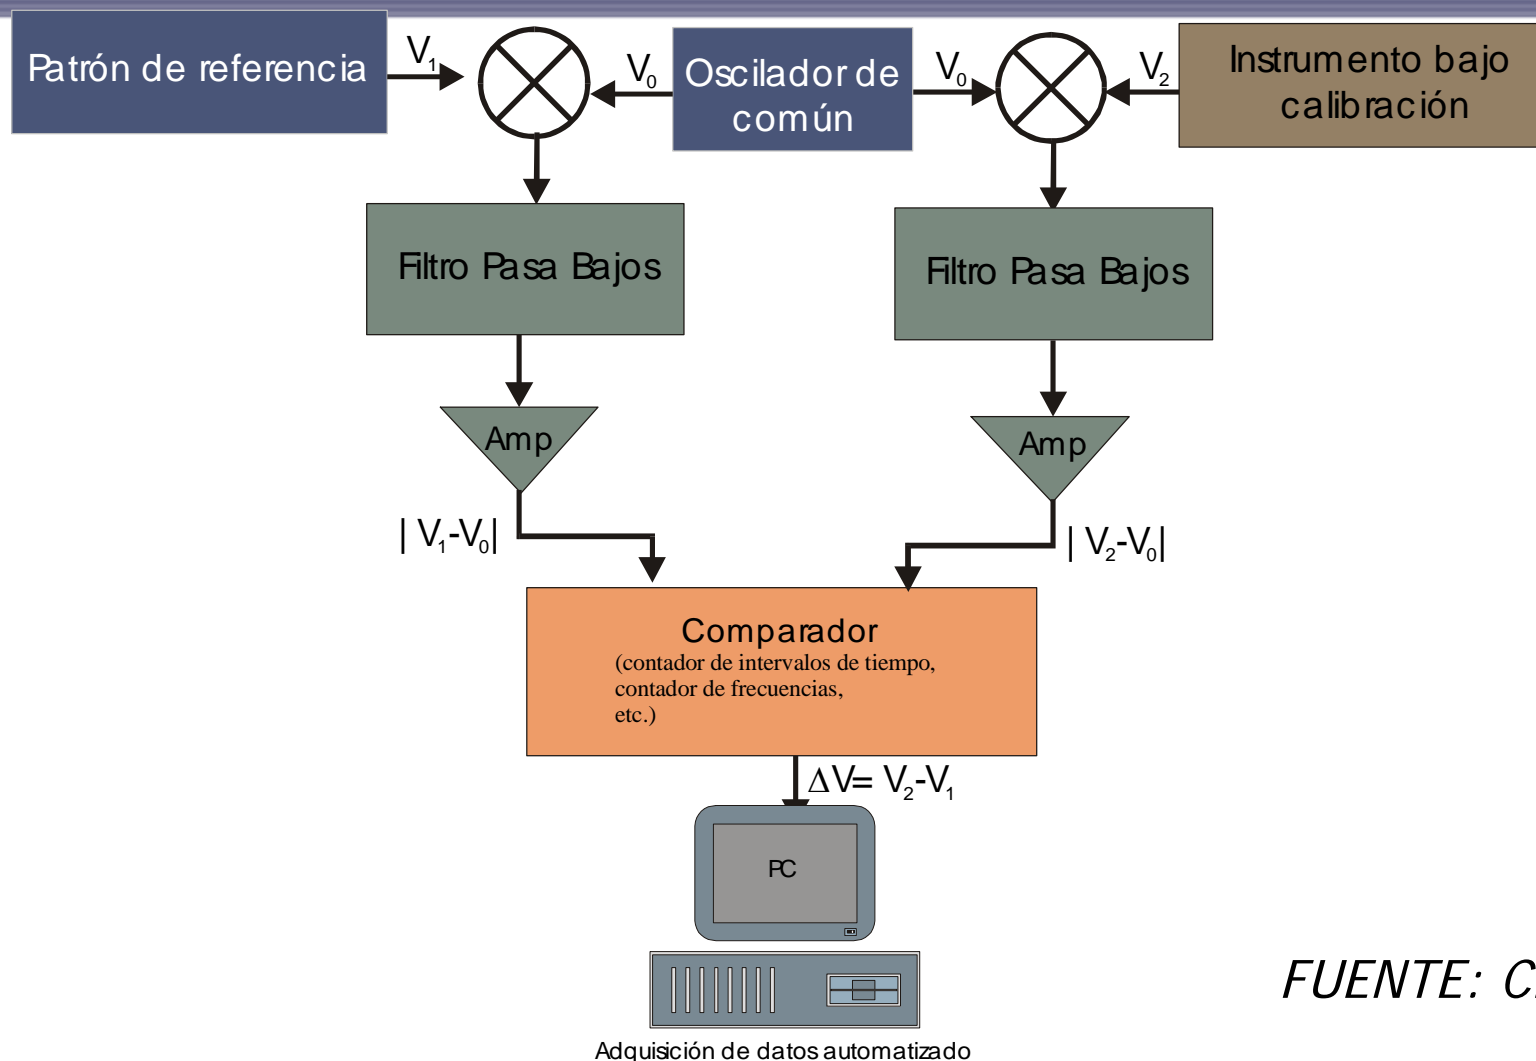 Patrón de referencia
V₁
V₀
Oscilador de
común
V₀
V₂
Instrumento bajo
calibración
Filtro Pasa Bajos
Filtro Pasa Bajos
Amp
Amp
| V₁-V₀|
| V₂-V₀|
Comparador
(contador de intervalos de tiempo,
contador de frecuencias,
etc.)
ΔV= V₂-V₁
PC
FUENTE:
Adquisición de datos automatizado